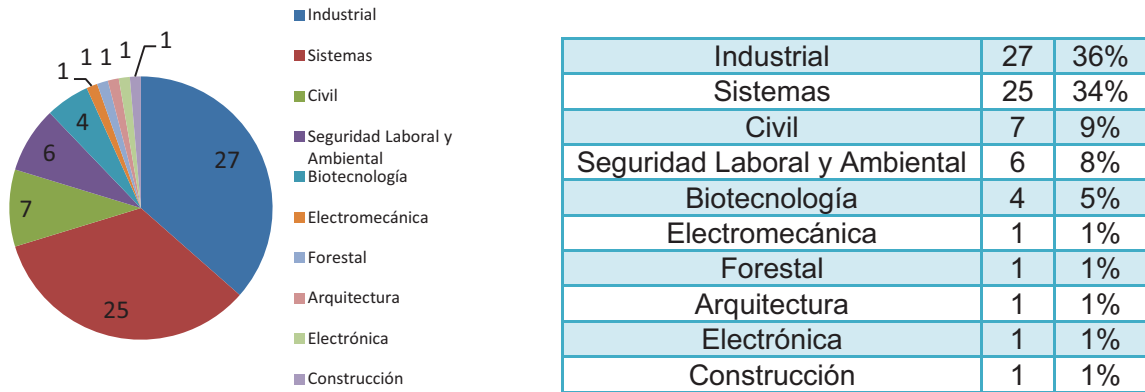 1
1
1
1
1
4
6
7
25
27
Industrial
Sistemas
Civil
Seguridad Laboral y
Ambiental
Biotecnología
Electromecánica
Forestal
Arquitectura
Electrónica
Construcción
Industrial 27 36%
Sistemas 25 34%
Civil 7 9%
Seguridad Laboral y Ambiental 6 8%
Biotecnología 4 5%
Electromecánica 1 1%
Forestal 1 1%
Arquitectura 1 1%
Electrónica 1 1%
Construcción 1 1%